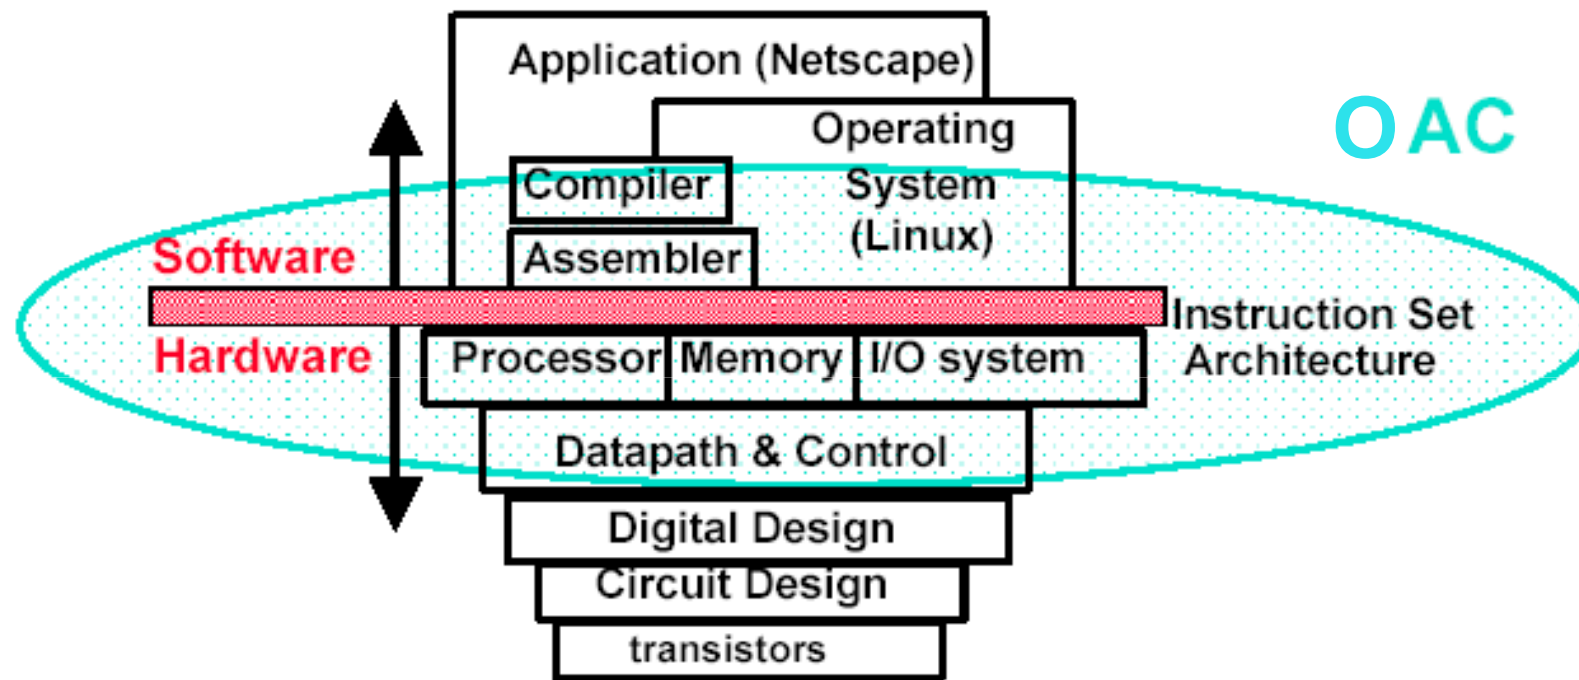 Application (Netscape)
O AC
Operating
System
(Linux)
Compiler
Assembler
Software
Instruction Set
Architecture
Hardware
Processor Memory I/O system
Datapath & Control
Digital Design
Circuit Design
transistors